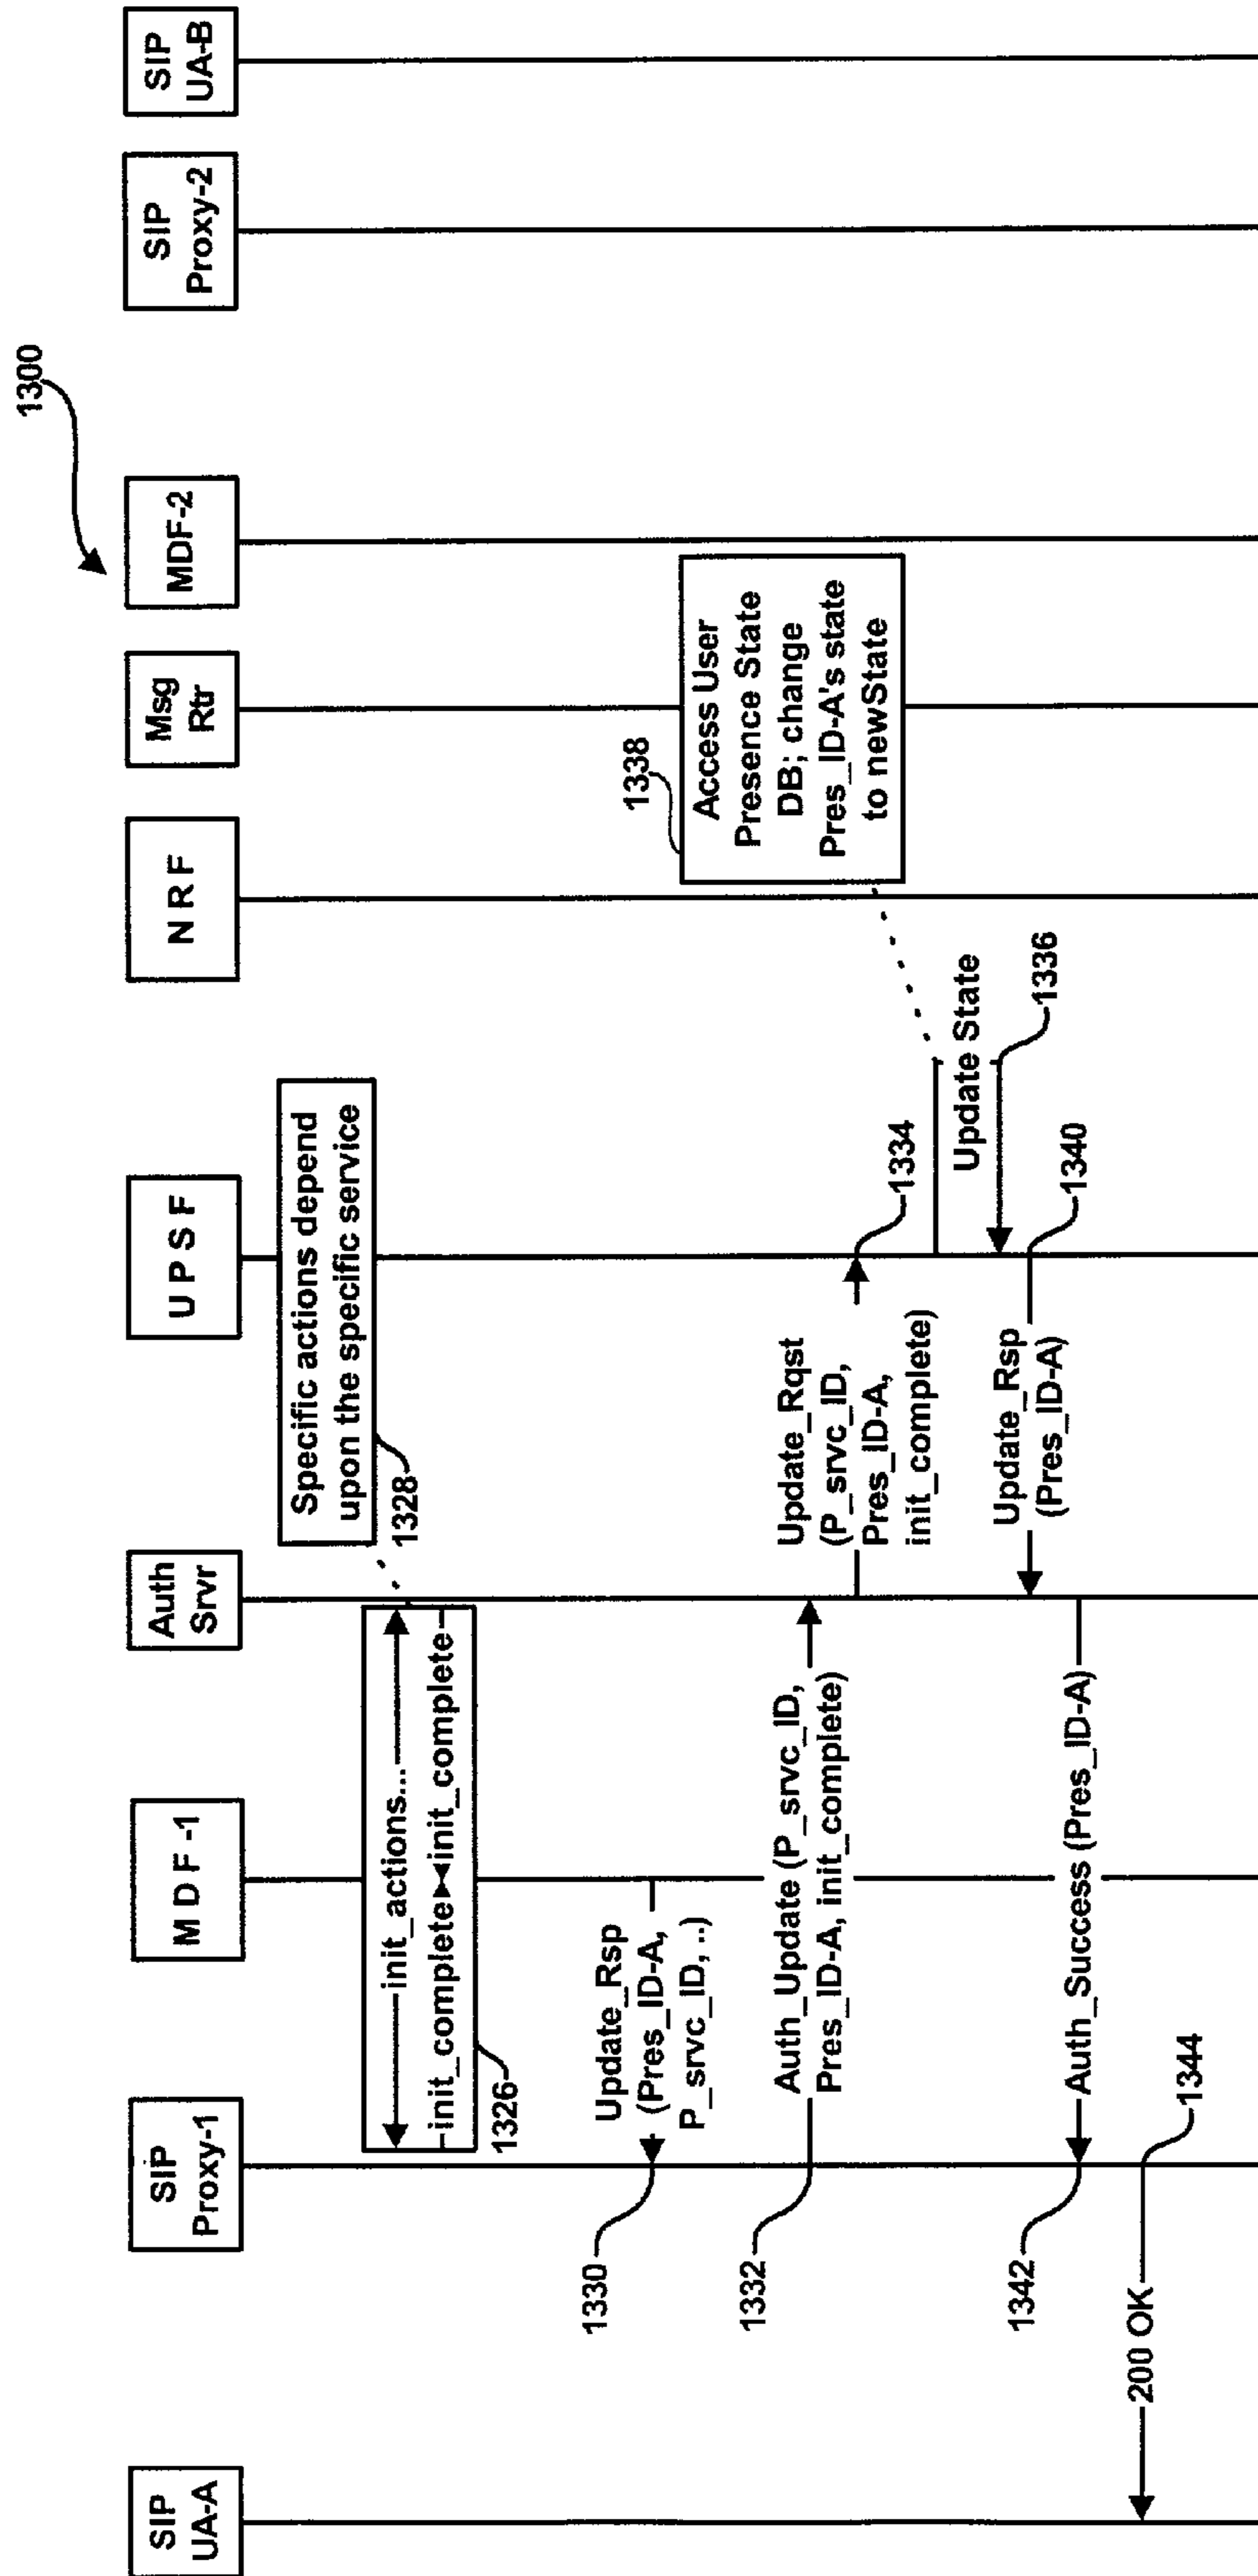 1300
SIP
UA-A
SIP
Proxy-1
M D F -1
Auth
Srvr
U P S F
N R F
Msg
Rtr
MDF-2
SIP
Proxy-2
SIP
UA-B
Specific actions depend
upon the specific service
1328
init_actions...
init_complete
init_complete
1326
Update_Rsp
(Pres_ID-A,
P_srvc_ID, ..)
1330
Access User
Presence State
DB; change
Pres_ID-A's state
to newState
1338
Auth_Update (P_srvc_ID,
Pres_ID-A, init_complete)
1332
Update_Rqst
(P_srvc_ID,
Pres_ID-A,
init_complete)
1334
Update State
1336
Update_Rsp
(Pres_ID-A)
1340
Auth_Success (Pres_ID-A)
1342
200 OK
1344